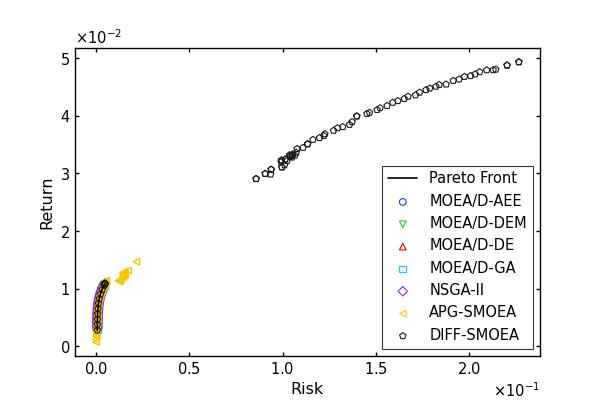 ×10⁻²
5
4
3
2
1
0
Return
0.0 0.5 1.0 1.5 2.0
Risk
×10⁻¹
Pareto Front
MOEA/D-AEE
MOEA/D-DEM
MOEA/D-DE
MOEA/D-GA
NSGA-II
APG-SMOEA
DIFF-SMOEA